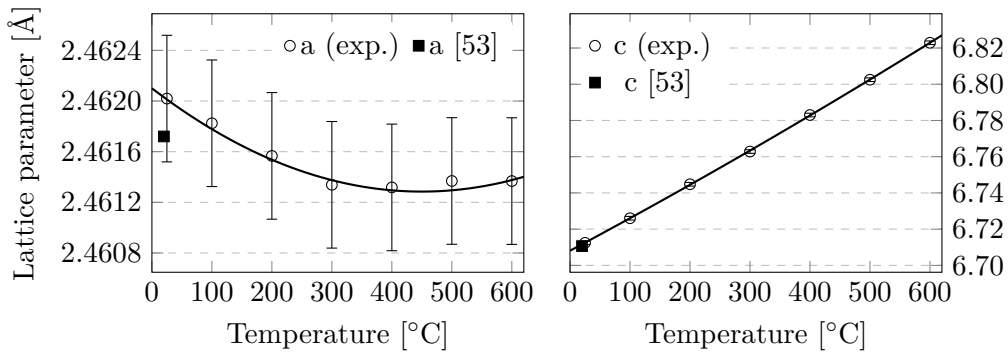 Lattice parameter [Å]
2.4624
2.4620
2.4616
2.4612
2.4608
a (exp.) a [53]
0 100 200 300 400 500 600
Temperature [°C]
c (exp.)
c [53]
6.82
6.80
6.78
6.76
6.74
6.72
6.70
0 100 200 300 400 500 600
Temperature [°C]